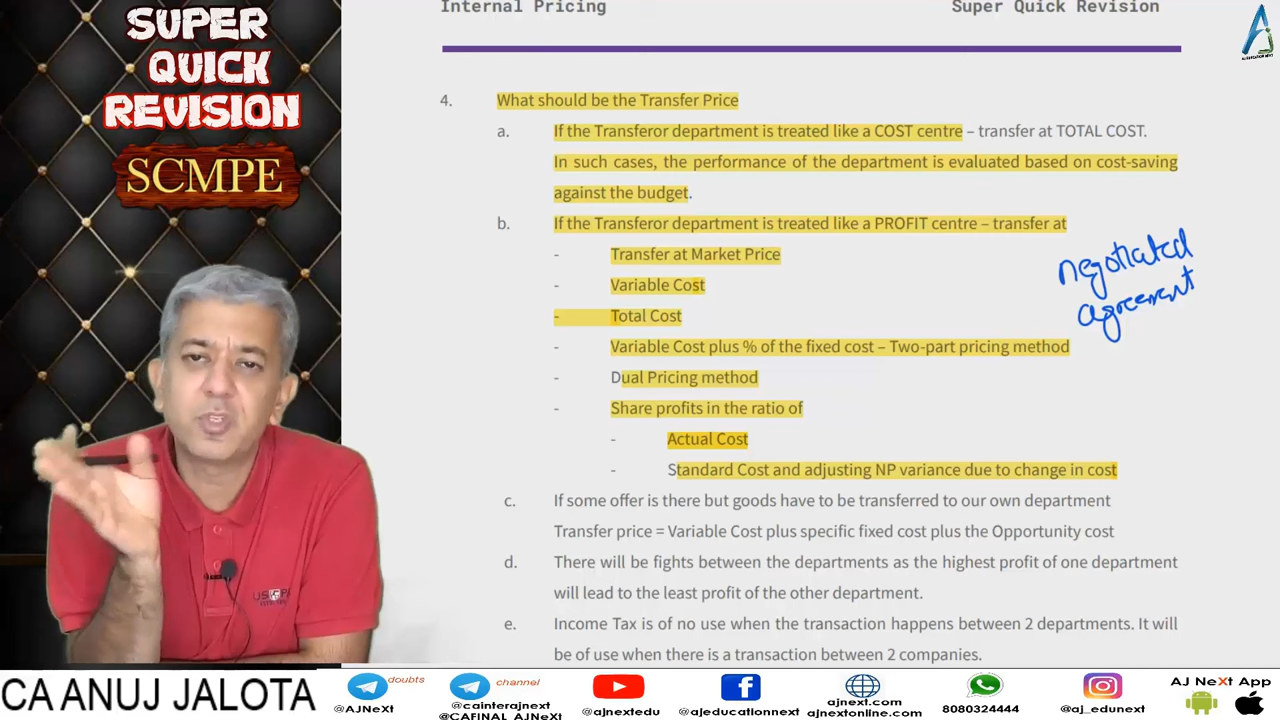 SUPER
QUICK
REVISION
SCMPE
Internal Pricing
Super Quick Revision
4. What should be the Transfer Price
a. If the Transferor department is treated like a COST centre – transfer at TOTAL COST.
In such cases, the performance of the department is evaluated based on cost-saving
against the budget.
b. If the Transferor department is treated like a PROFIT centre – transfer at
- Transfer at Market Price
- Variable Cost
- Total Cost
- Variable Cost plus % of the fixed cost – Two-part pricing method
- Dual Pricing method
- Share profits in the ratio of
- Actual Cost
- Standard Cost and adjusting NP variance due to change in cost
negotiated
agreement
c. If some offer is there but goods have to be transferred to our own department
Transfer price = Variable Cost plus specific fixed cost plus the Opportunity cost
d. There will be fights between the departments as the highest profit of one department
will lead to the least profit of the other department.
e. Income Tax is of no use when the transaction happens between 2 departments. It will
be of use when there is a transaction between 2 companies.
CA ANUJ JALOTA
doubts
@AJNeXt
channel
@cainterajnext
@CAFINAL_AJNeXt
@ajnextedu
@ajeducationnext
ajnext.com
ajnextonline.com
8080324444
@aj_edunext
AJ NeXt App